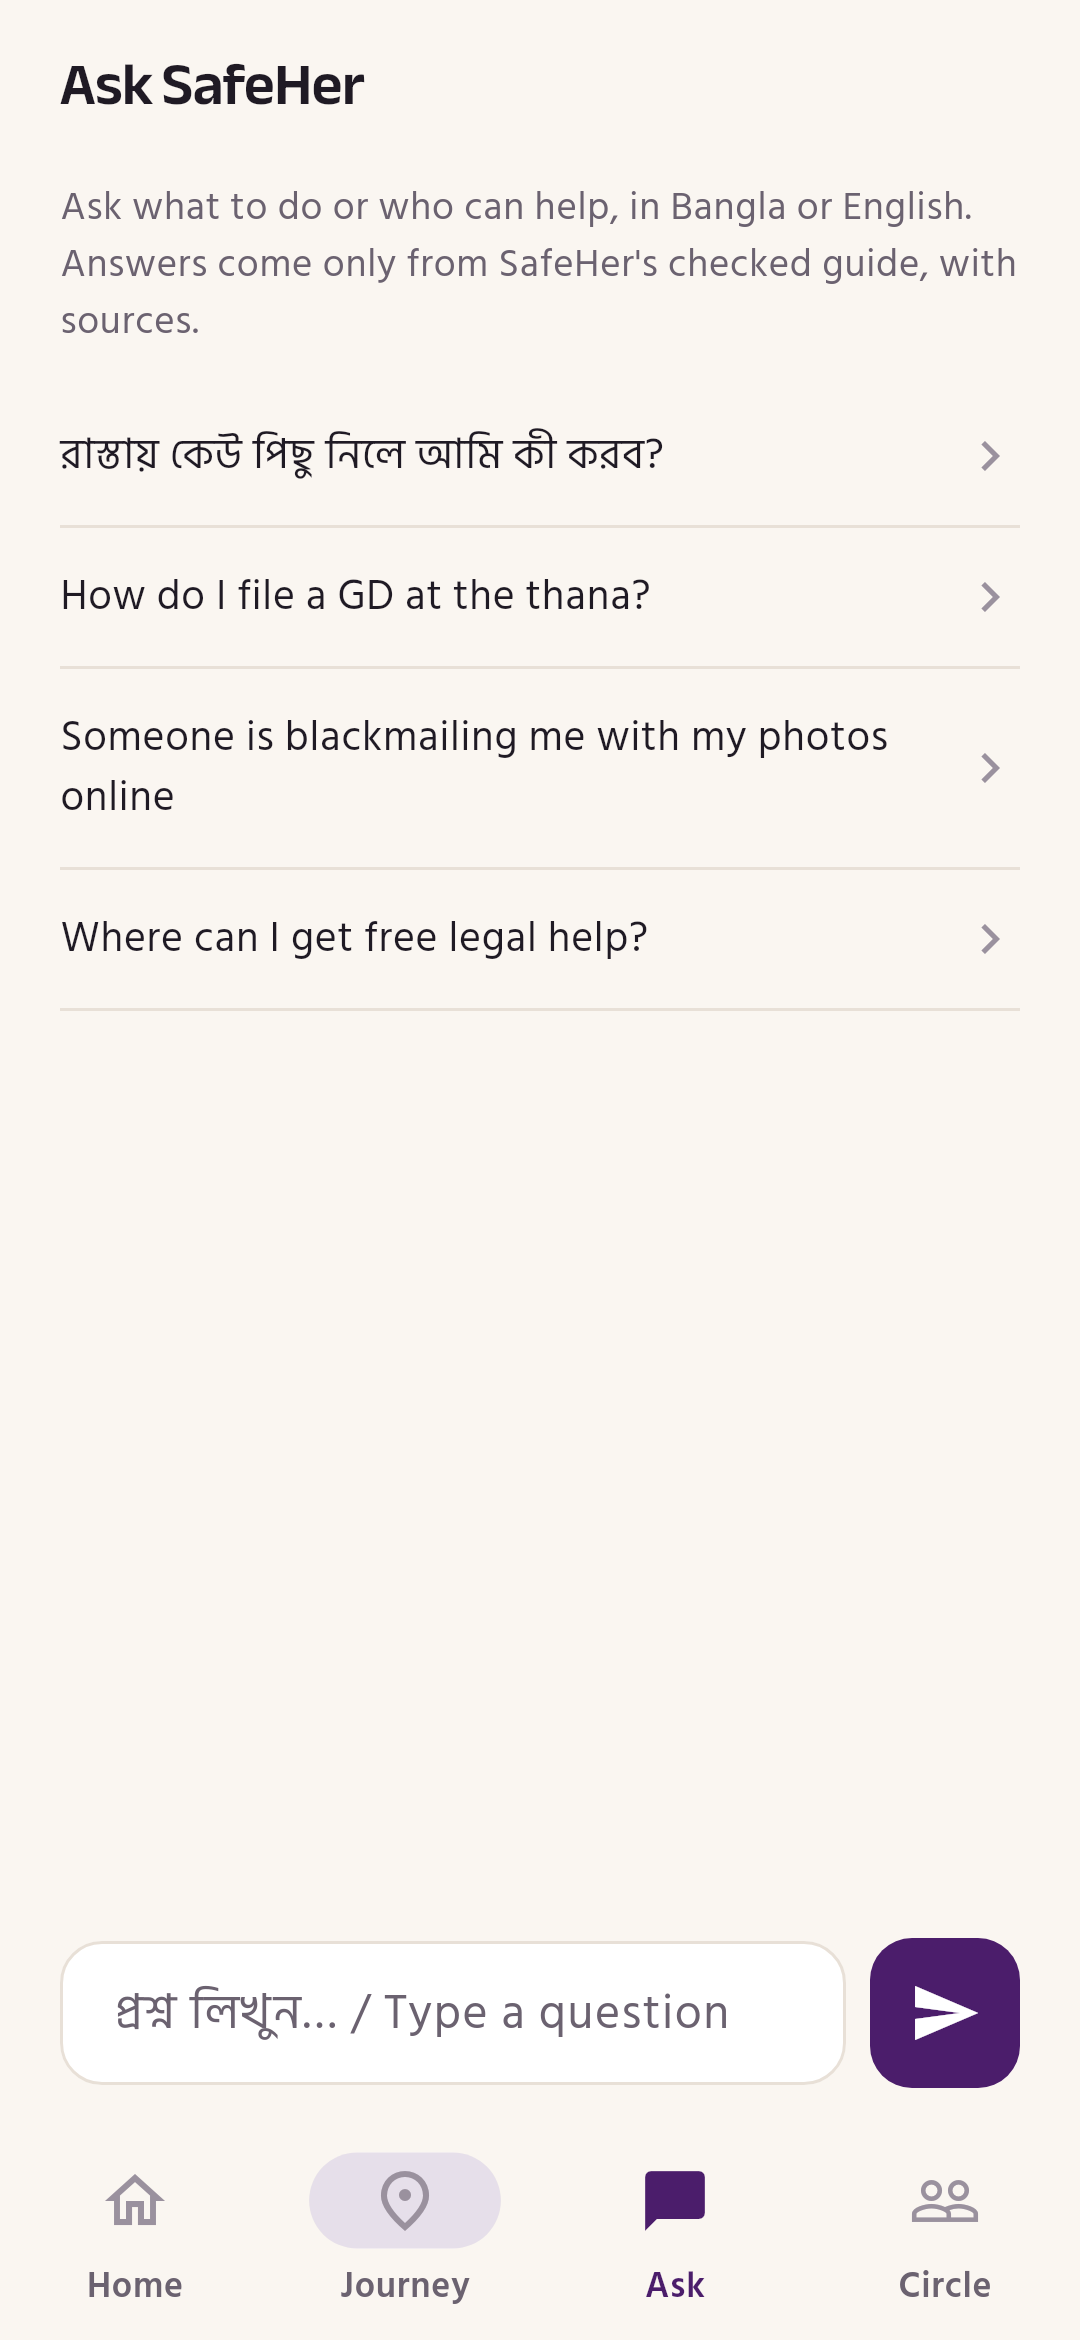 Ask SafeHer
Ask what to do or who can help, in Bangla or English.
Answers come only from SafeHer's checked guide, with
sources.
রাস্তায় কেউ পিছু নিলে আমি কী করব?
How do I file a GD at the thana?
Someone is blackmailing me with my photos
online
Where can I get free legal help?
প্রশ্ন লিখুন... / Type a question
Home
Journey
Ask
Circle